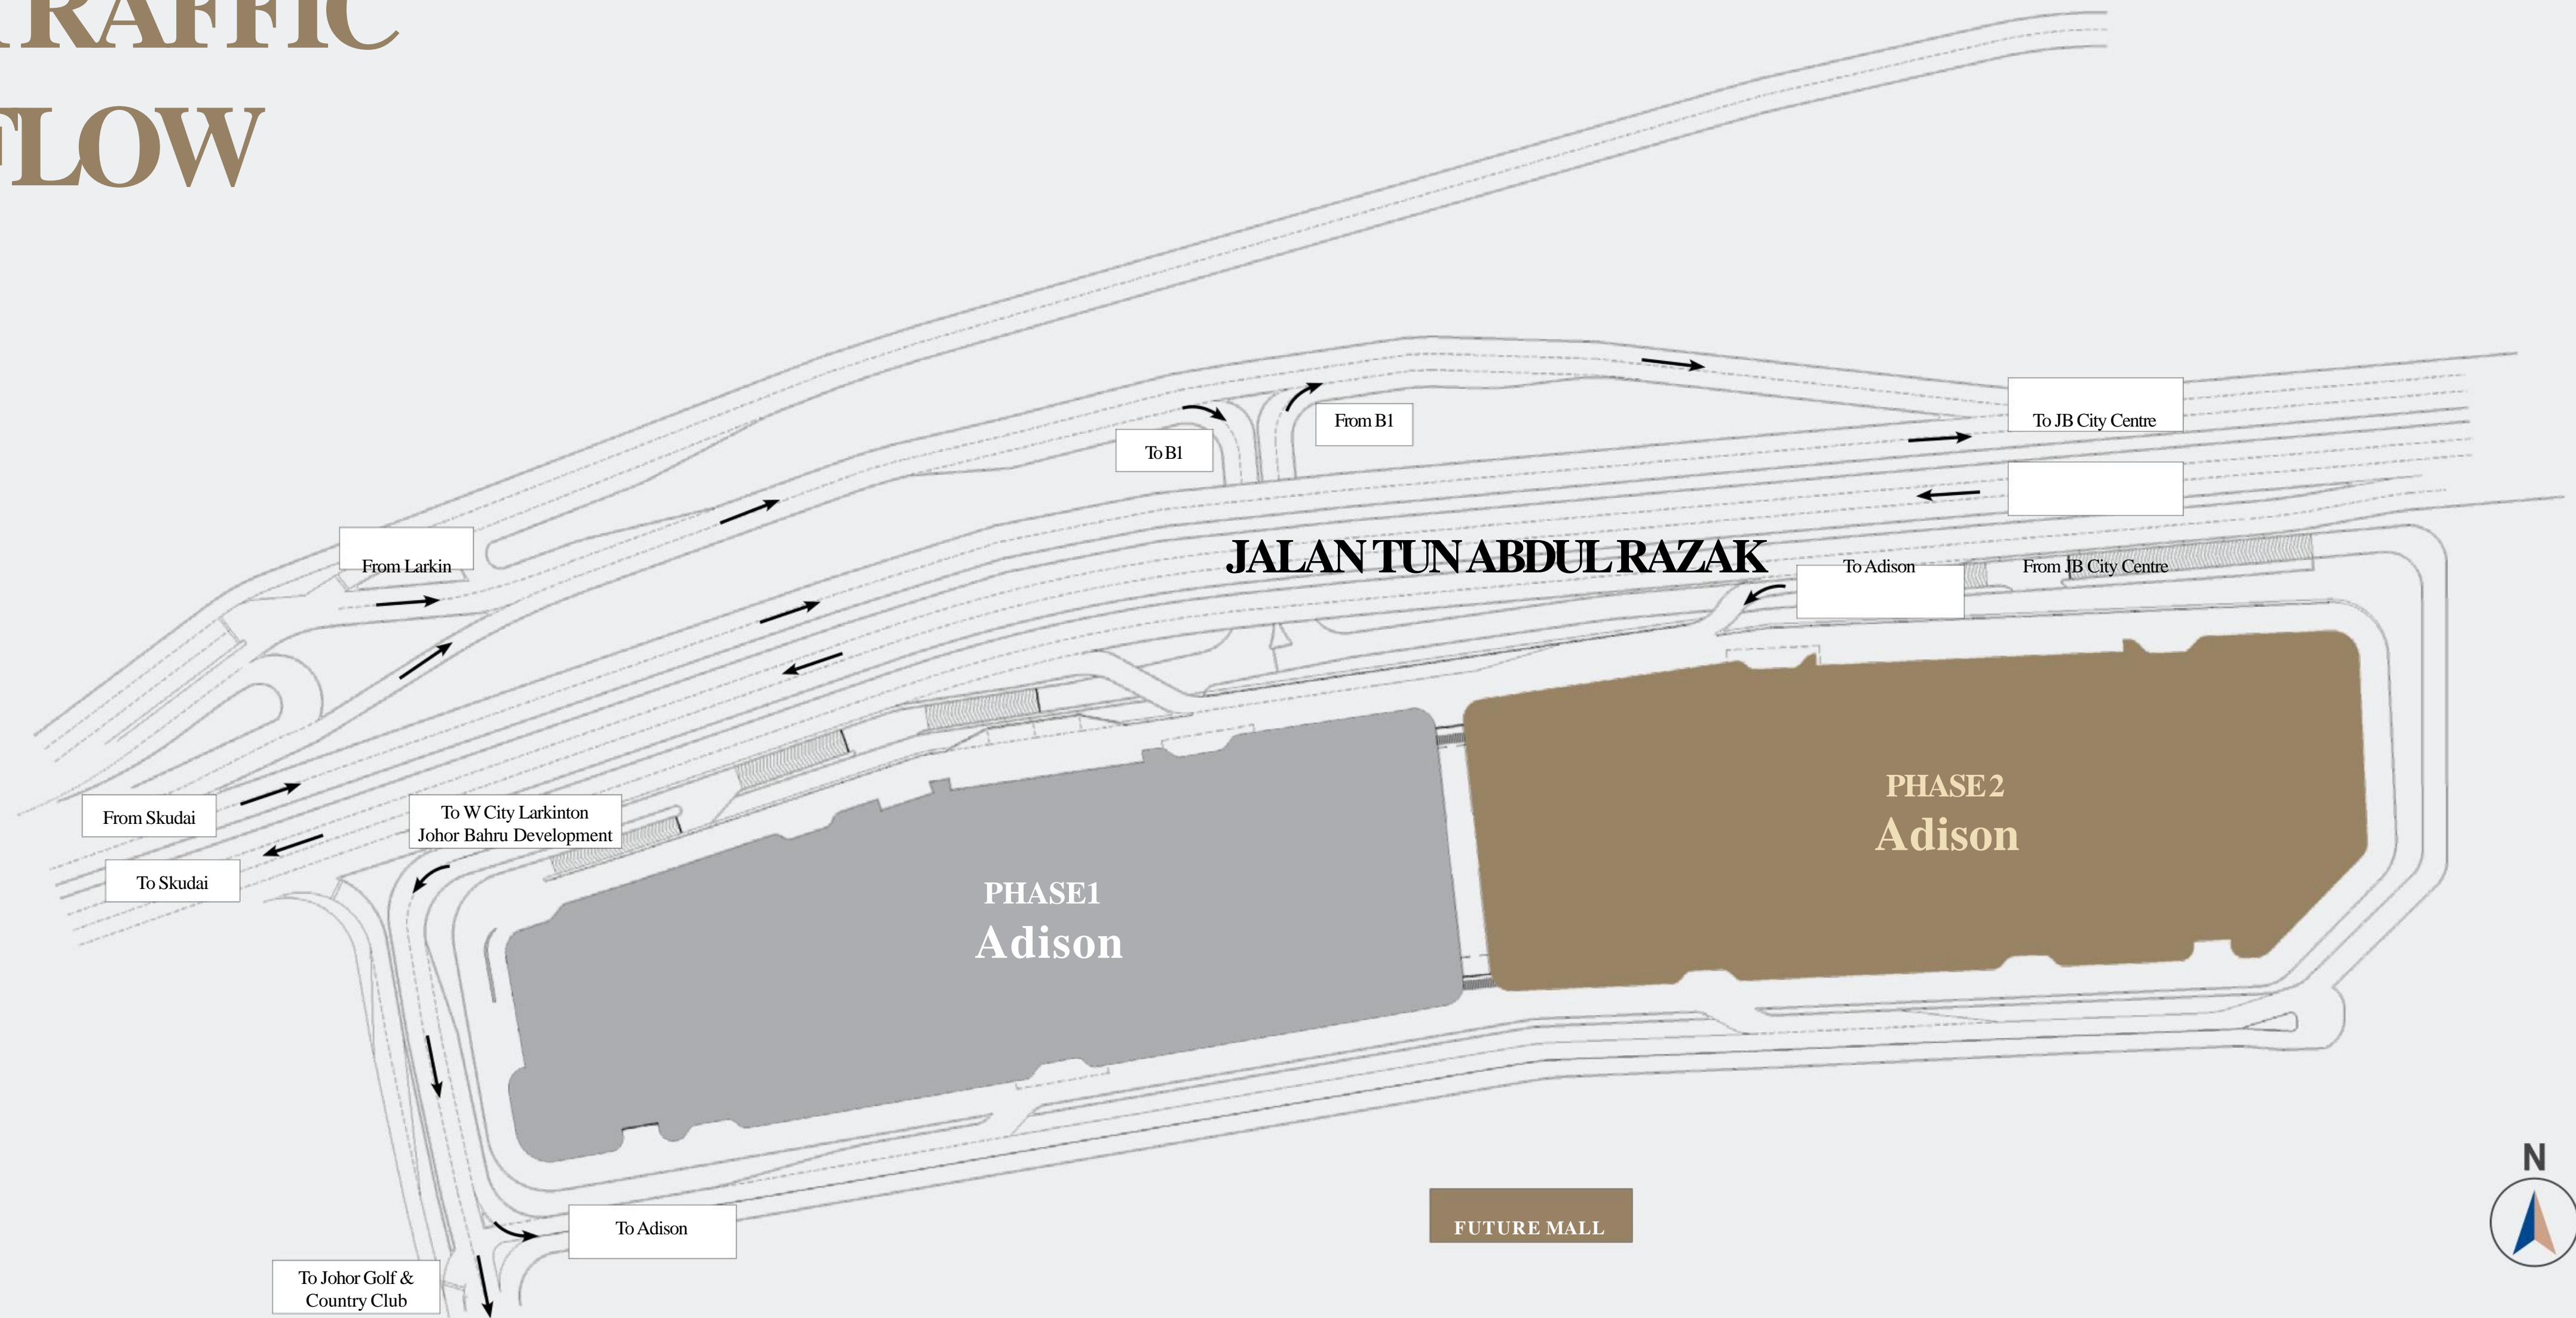 TRAFFIC
FLOW
From Larkin
To B1
From B1
To JB City Centre
JALAN TUN ABDUL RAZAK
To Adison
From JB City Centre
From Skudai
To Skudai
To W City Larkinton
Johor Bahru Development
PHASE 1
Adison
PHASE 2
Adison
To Adison
To Johor Golf &
Country Club
FUTURE MALL
N